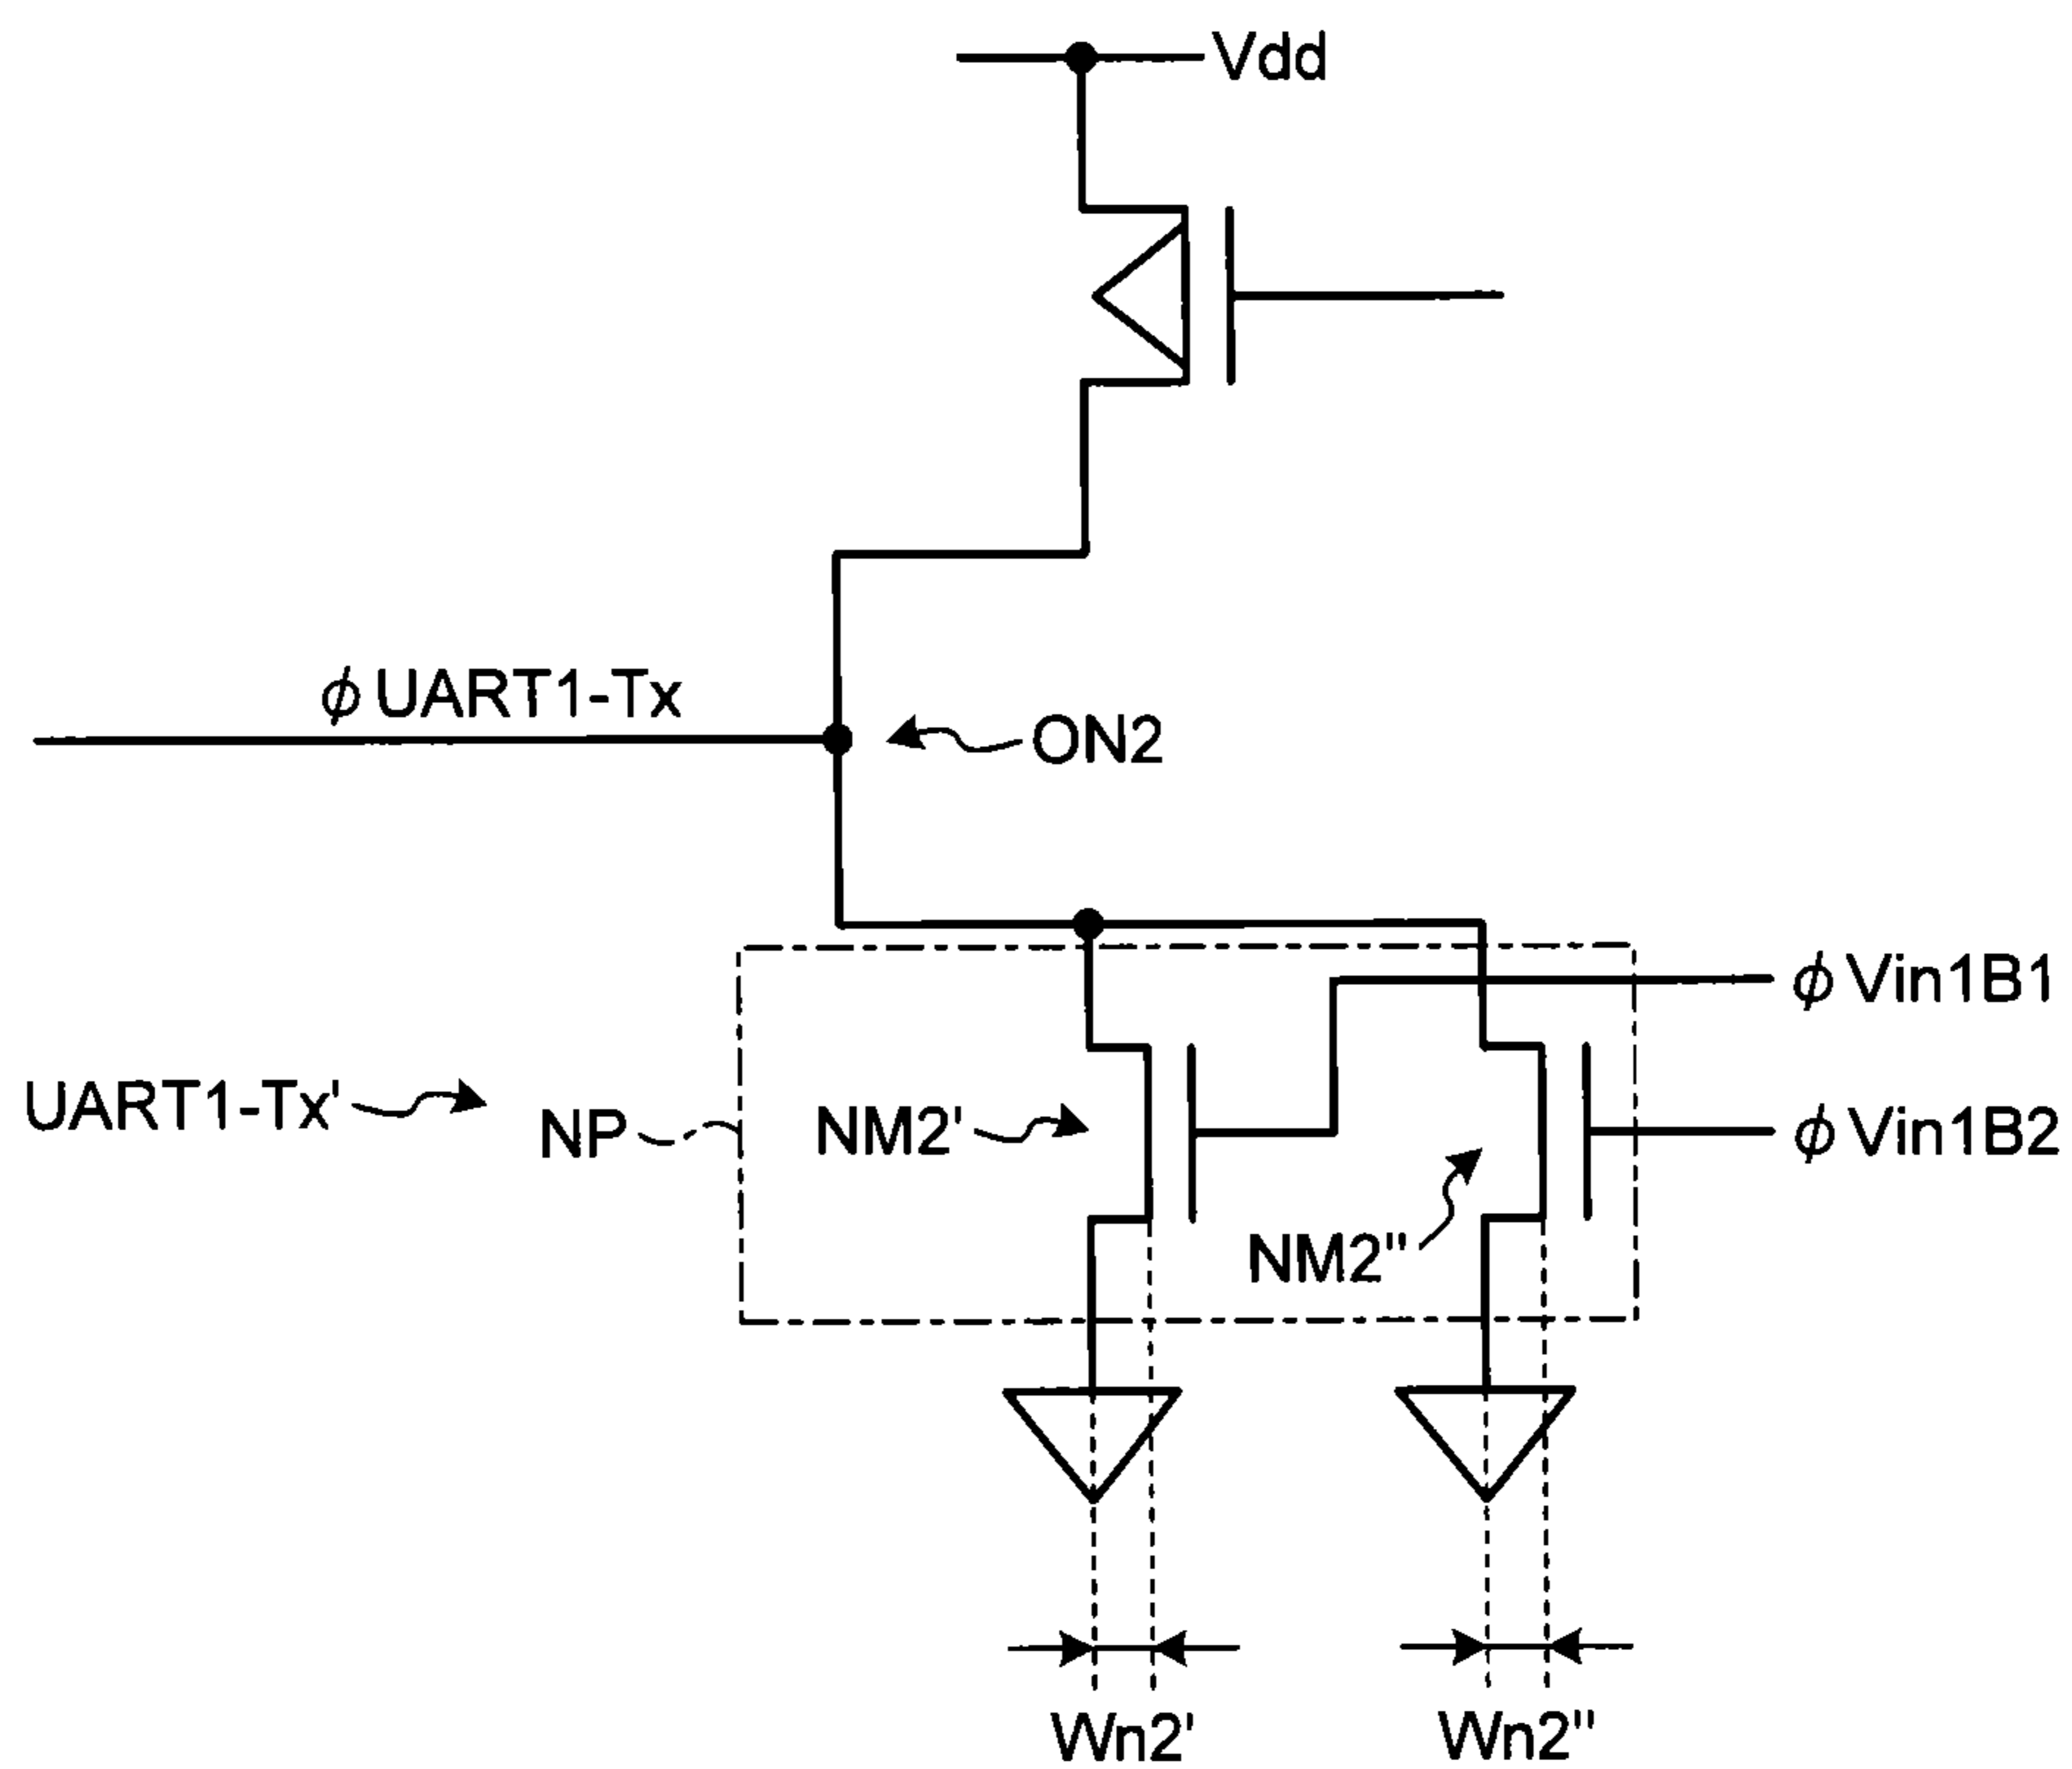 Vdd
ϕUART1-Tx
ON2
ϕVin1B1
UART1-Tx'
NP
NM2'
ϕVin1B2
NM2"
Wn2'
Wn2"